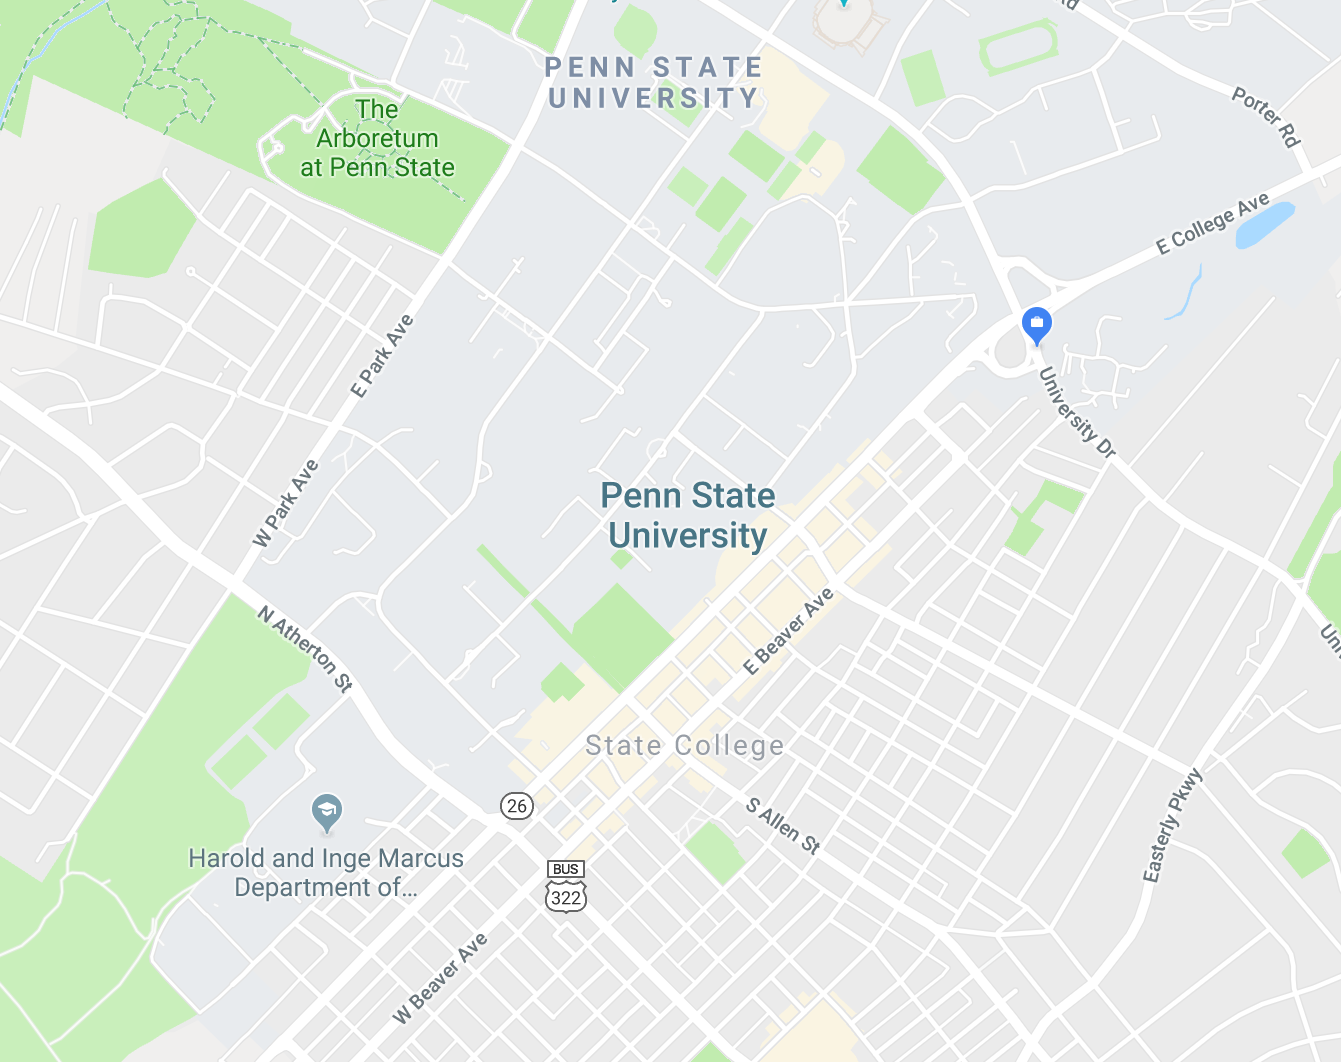 PENN STATE
UNIVERSITY
The
Arboretum
at Penn State
Porter Rd
E College Ave
E Park Ave
University Dr
W Park Ave
Penn State
University
N Atherton St
E Beaver Ave
State College
26
S Allen St
Easterly Pkwy
Harold and Inge Marcus
Department of…
BUS
322
W Beaver Ave